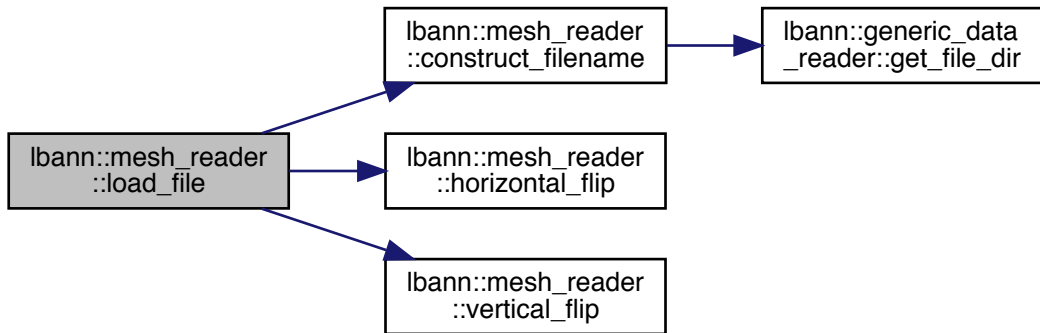 lbann::mesh_reader
::construct_filename
lbann::generic_data
_reader::get_file_dir
lbann::mesh_reader
::load_file
lbann::mesh_reader
::horizontal_flip
lbann::mesh_reader
::vertical_flip